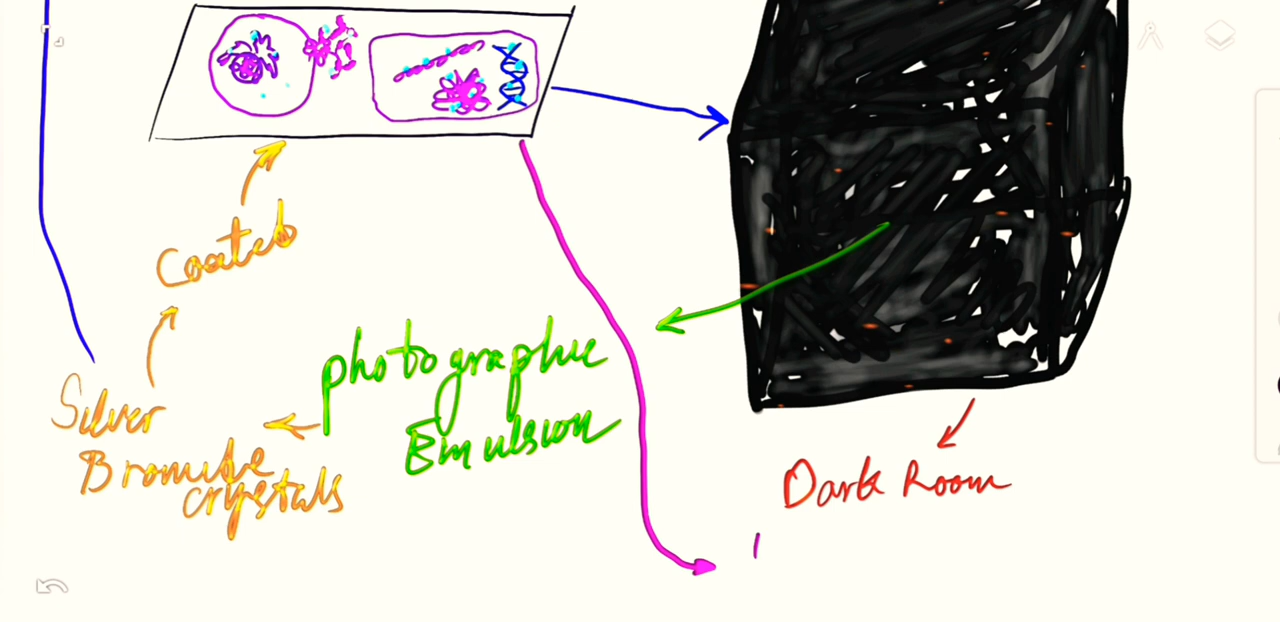 Coated
photographic
Emulsion
Silver
Bromide
crystals
Dark Room